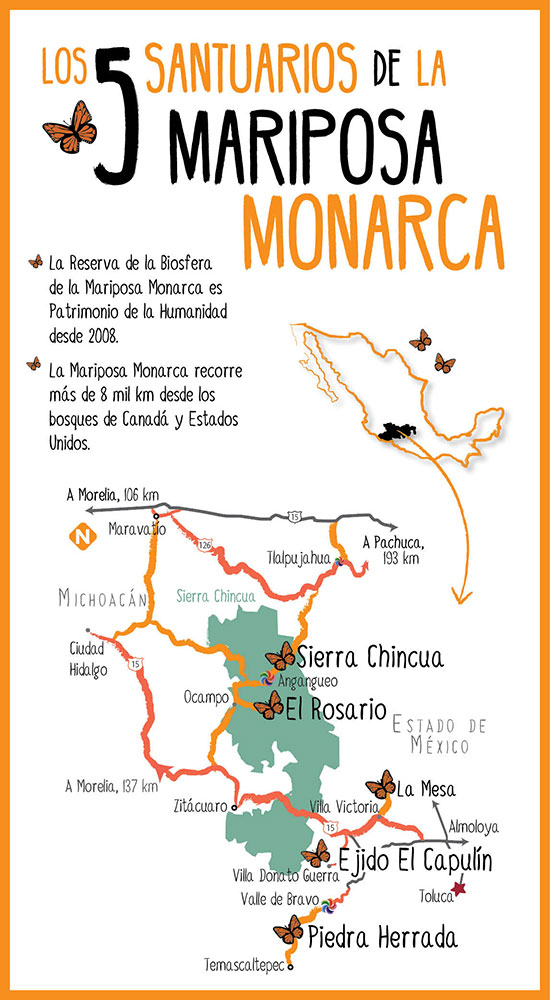 LOS 5 SANTUARIOS DE LA
MARIPOSA
MONARCA
La Reserva de la Biosfera
de la Mariposa Monarca es
Patrimonio de la Humanidad
desde 2008.
La Mariposa Monarca recorre
más de 8 mil km desde los
bosques de Canadá y Estados
Unidos.
A Morelia, 106 km
15
Maravatío
N
126
A Pachuca,
193 km
Tlalpujahua
MICHOACÁN
Sierra Chincua
Ciudad
Hidalgo
15
Sierra Chincua
Angangueo
Ocampo
El Rosario
ESTADO DE
MÉXICO
A Morelia, 137 km
La Mesa
Zitácuaro
Villa Victoria
15
Almoloya
Ejido El Capulín
Villa Donato Guerra
Valle de Bravo
Toluca
Piedra Herrada
Temascaltepec